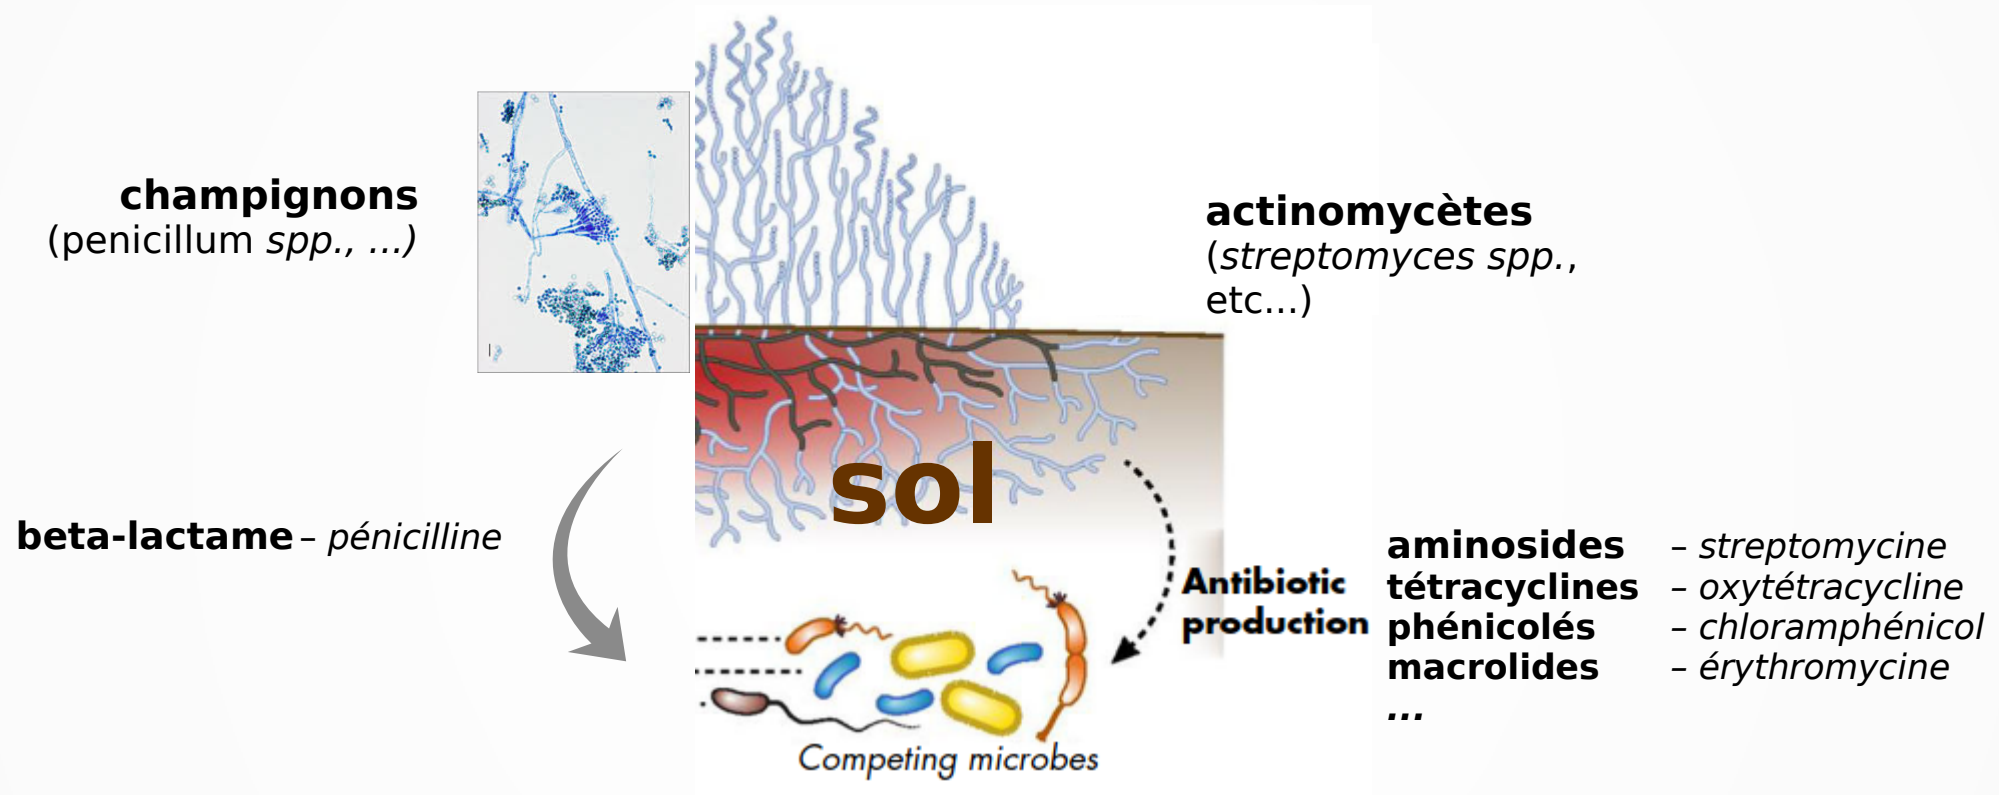 champignons
(penicillum spp., ...)
actinomycètes
(streptomyces spp.,
etc...)
sol
beta-lactame – pénicilline
Antibiotic
production
aminosides – streptomycine
tétracyclines – oxytétracycline
phénicolés – chloramphénicol
macrolides – érythromycine
...
Competing microbes